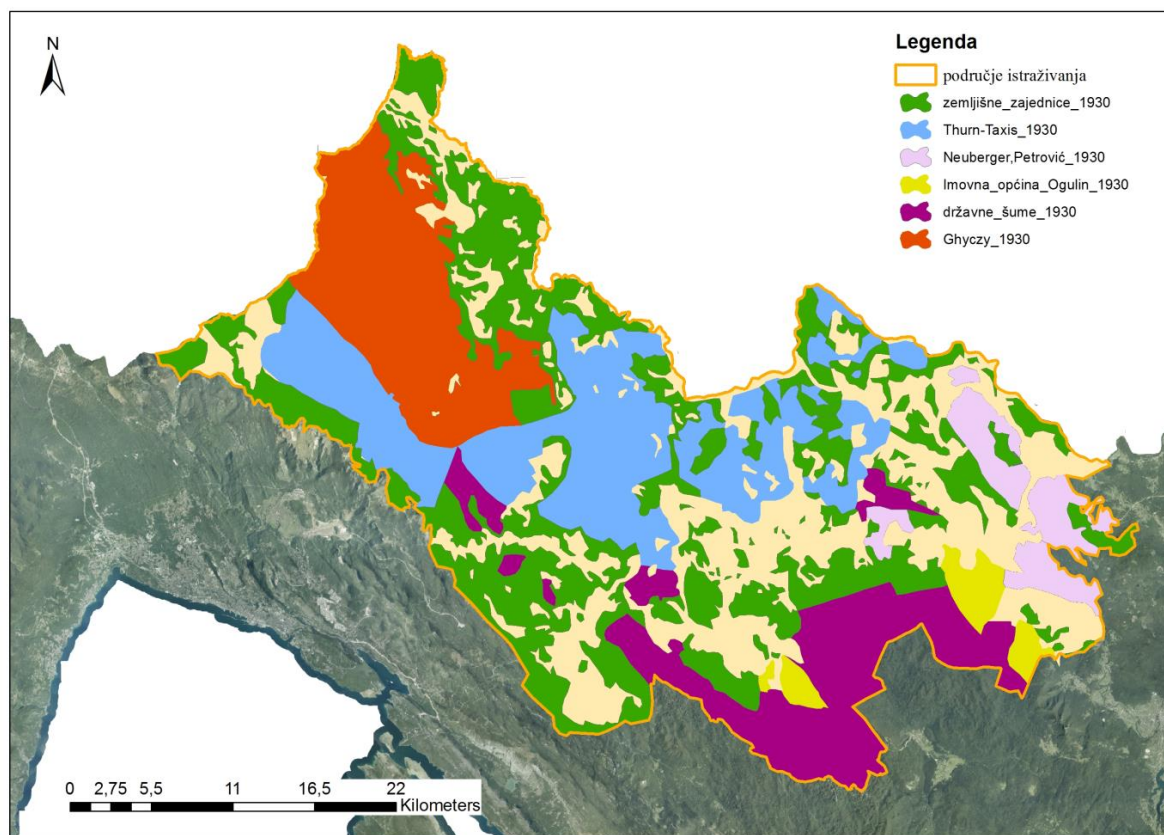 N
Legenda
područje istraživanja
zemljišne_zajednice_1930
Thurn-Taxis_1930
Neuberger,Petrović_1930
Imovna_općina_Ogulin_1930
državne_šume_1930
Ghyczy_1930
0 2,75 5,5 11 16,5 22
Kilometers